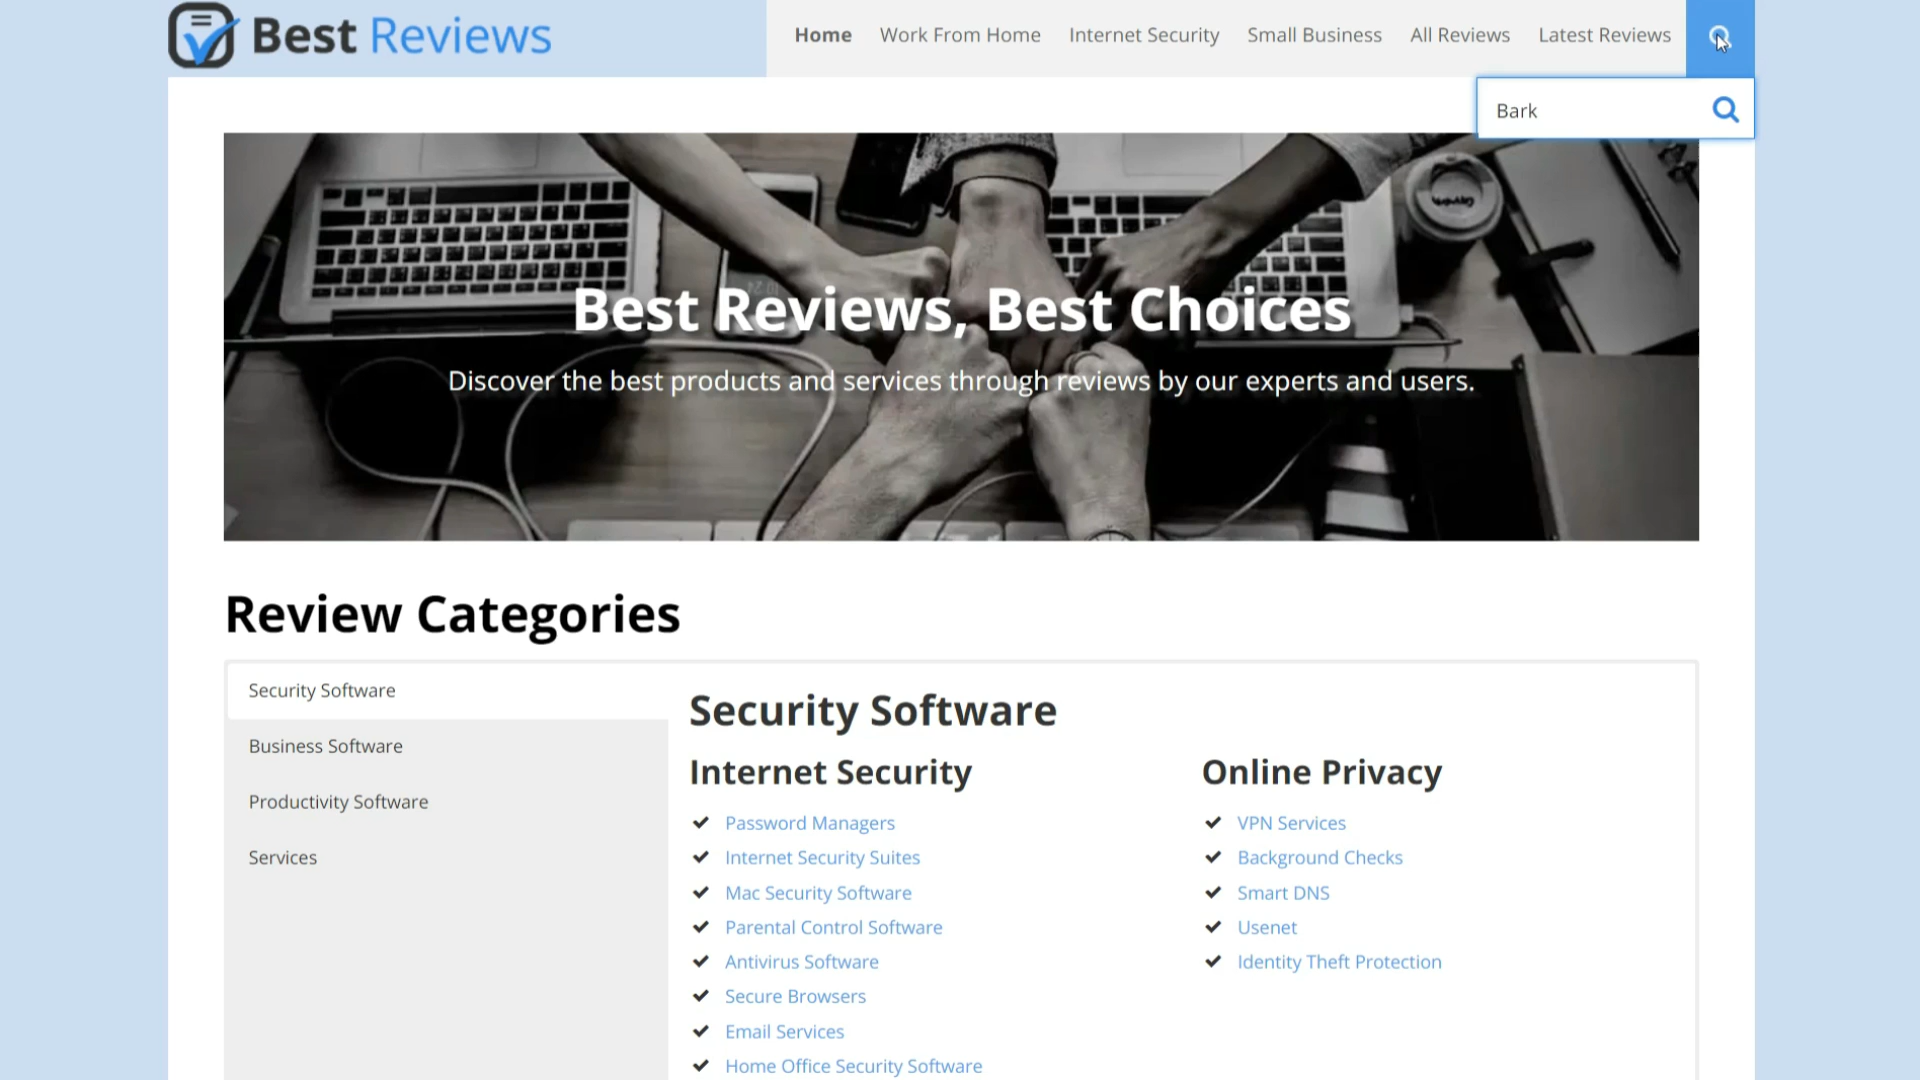 Best Reviews
Home Work From Home Internet Security Small Business All Reviews Latest Reviews
Bark
Best Reviews, Best Choices
Discover the best products and services through reviews by our experts and users.
Review Categories
Security Software
Business Software
Productivity Software
Services
Security Software
Internet Security
Password Managers
Internet Security Suites
Mac Security Software
Parental Control Software
Antivirus Software
Secure Browsers
Email Services
Home Office Security Software
Online Privacy
VPN Services
Background Checks
Smart DNS
Usenet
Identity Theft Protection